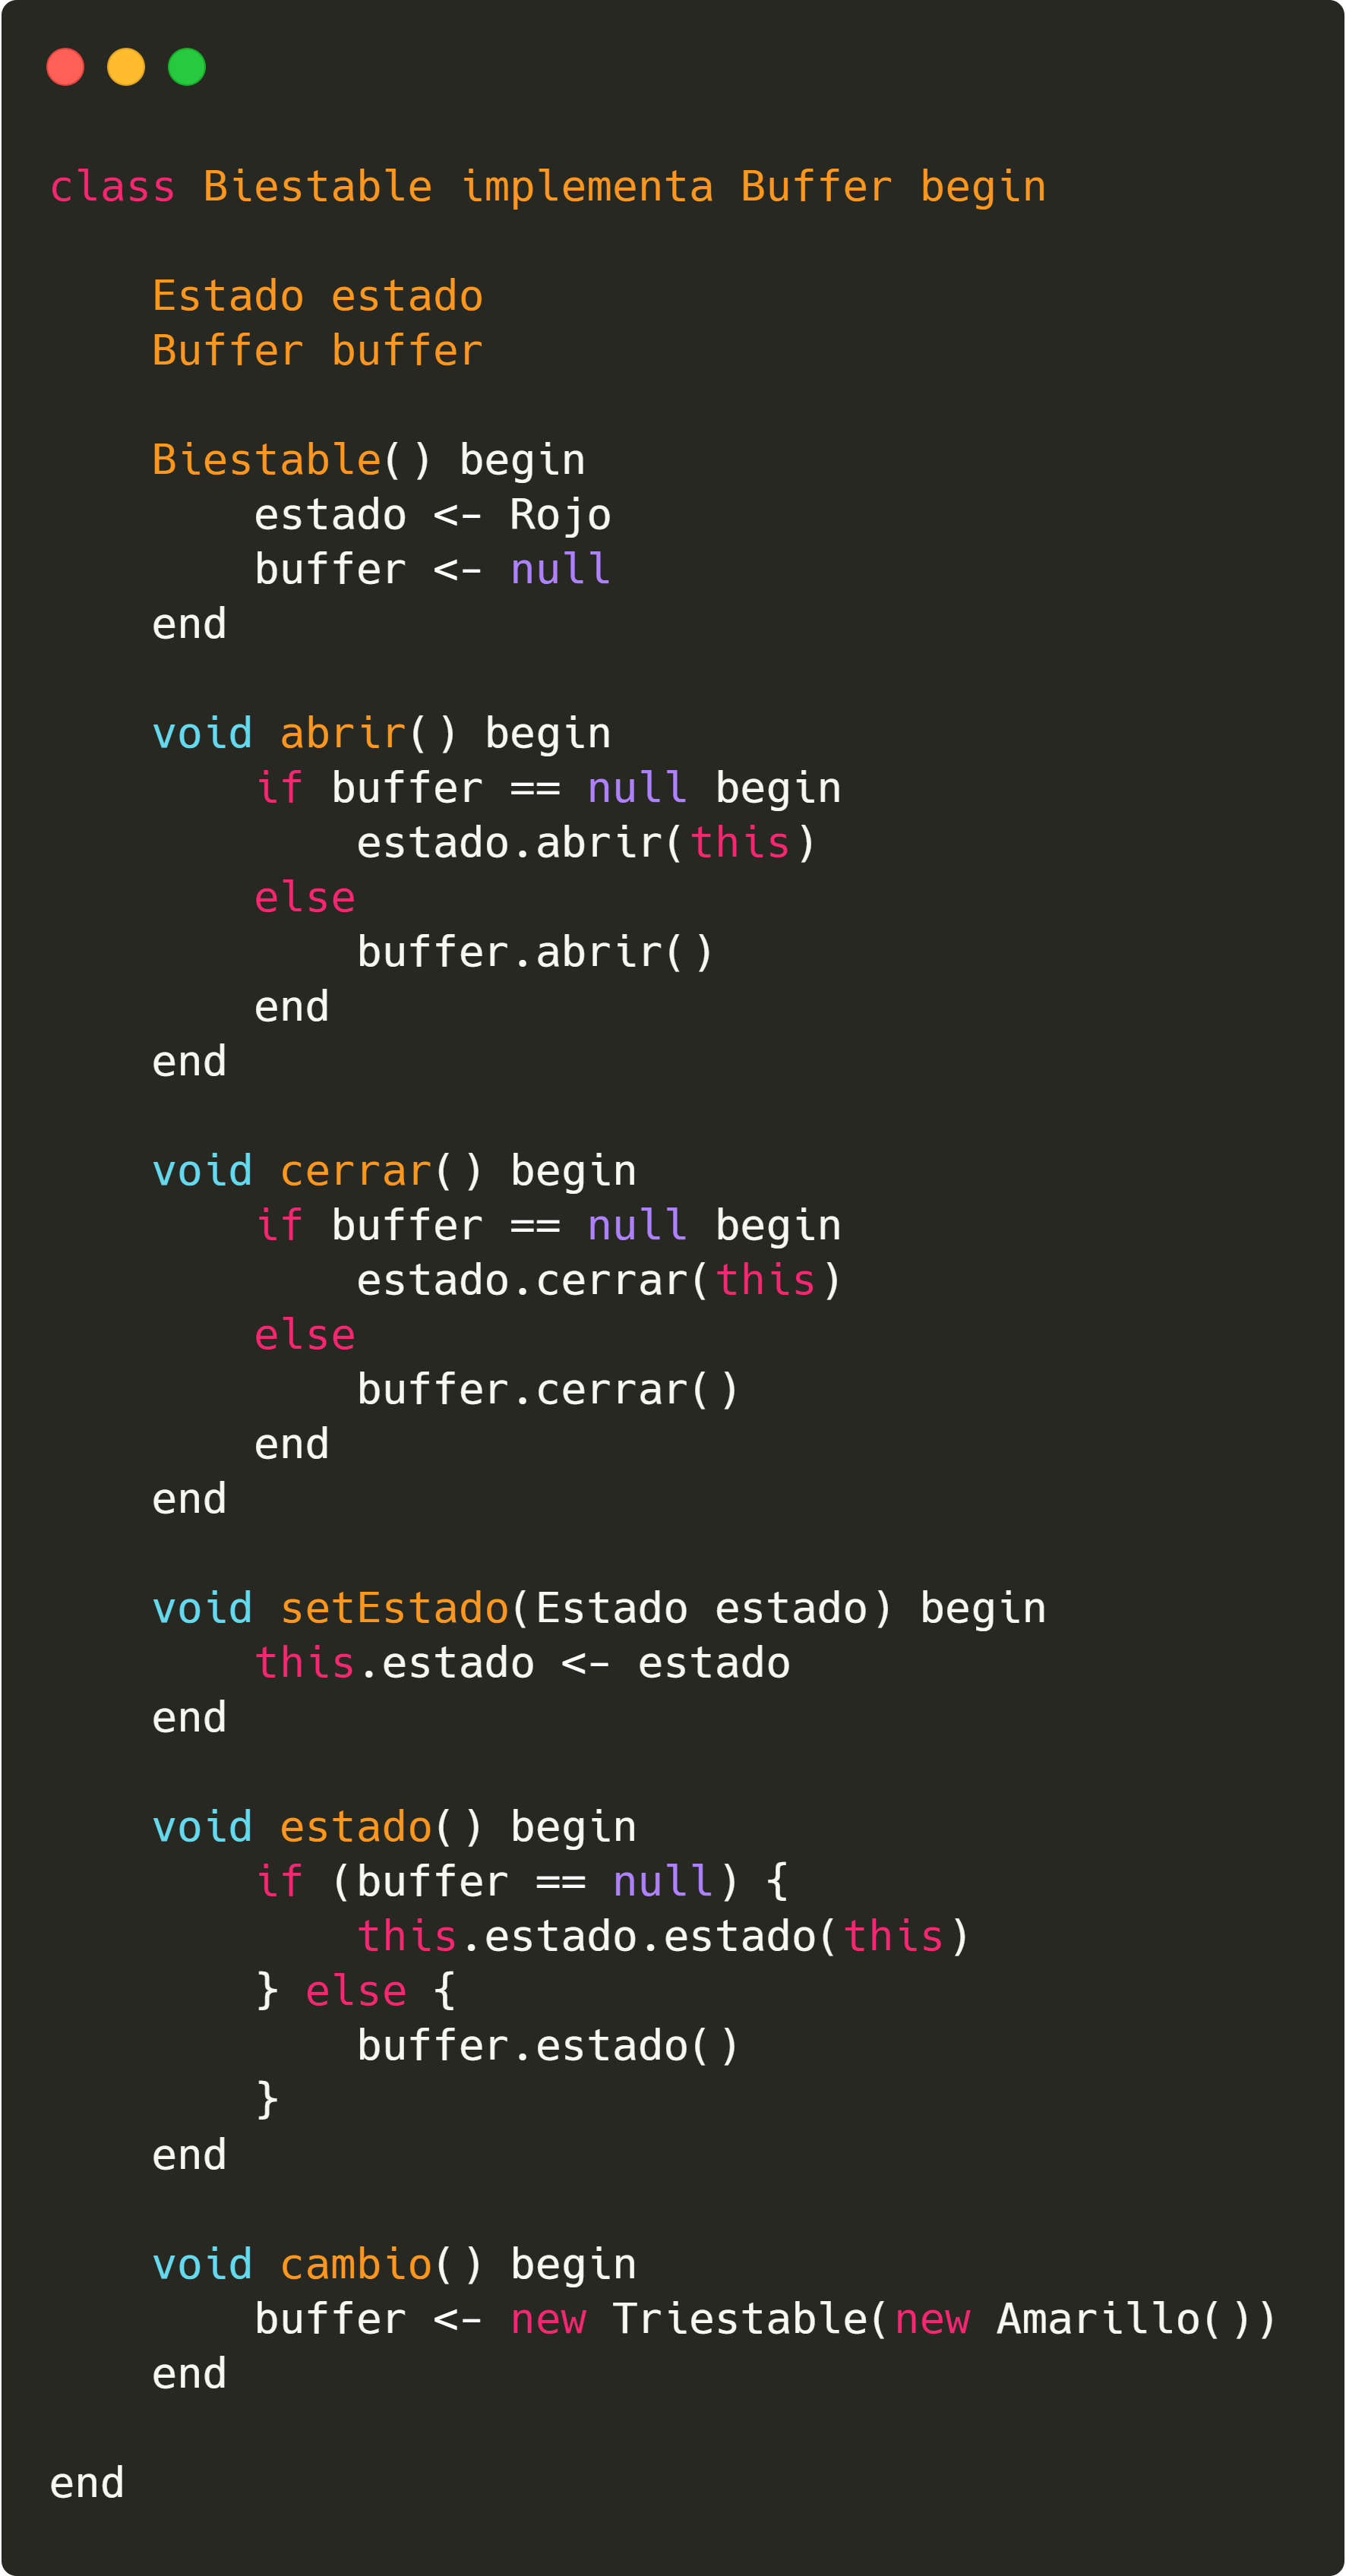 class Biestable implementa Buffer begin

    Estado estado
    Buffer buffer

    Biestable() begin
        estado <- Rojo
        buffer <- null
    end

    void abrir() begin
        if buffer == null begin
            estado.abrir(this)
        else
            buffer.abrir()
        end
    end

    void cerrar() begin
        if buffer == null begin
            estado.cerrar(this)
        else
            buffer.cerrar()
        end
    end

    void setEstado(Estado estado) begin
        this.estado <- estado
    end

    void estado() begin
        if (buffer == null) {
            this.estado.estado(this)
        } else {
            buffer.estado()
        }
    end

    void cambio() begin
        buffer <- new Triestable(new Amarillo())
    end

end